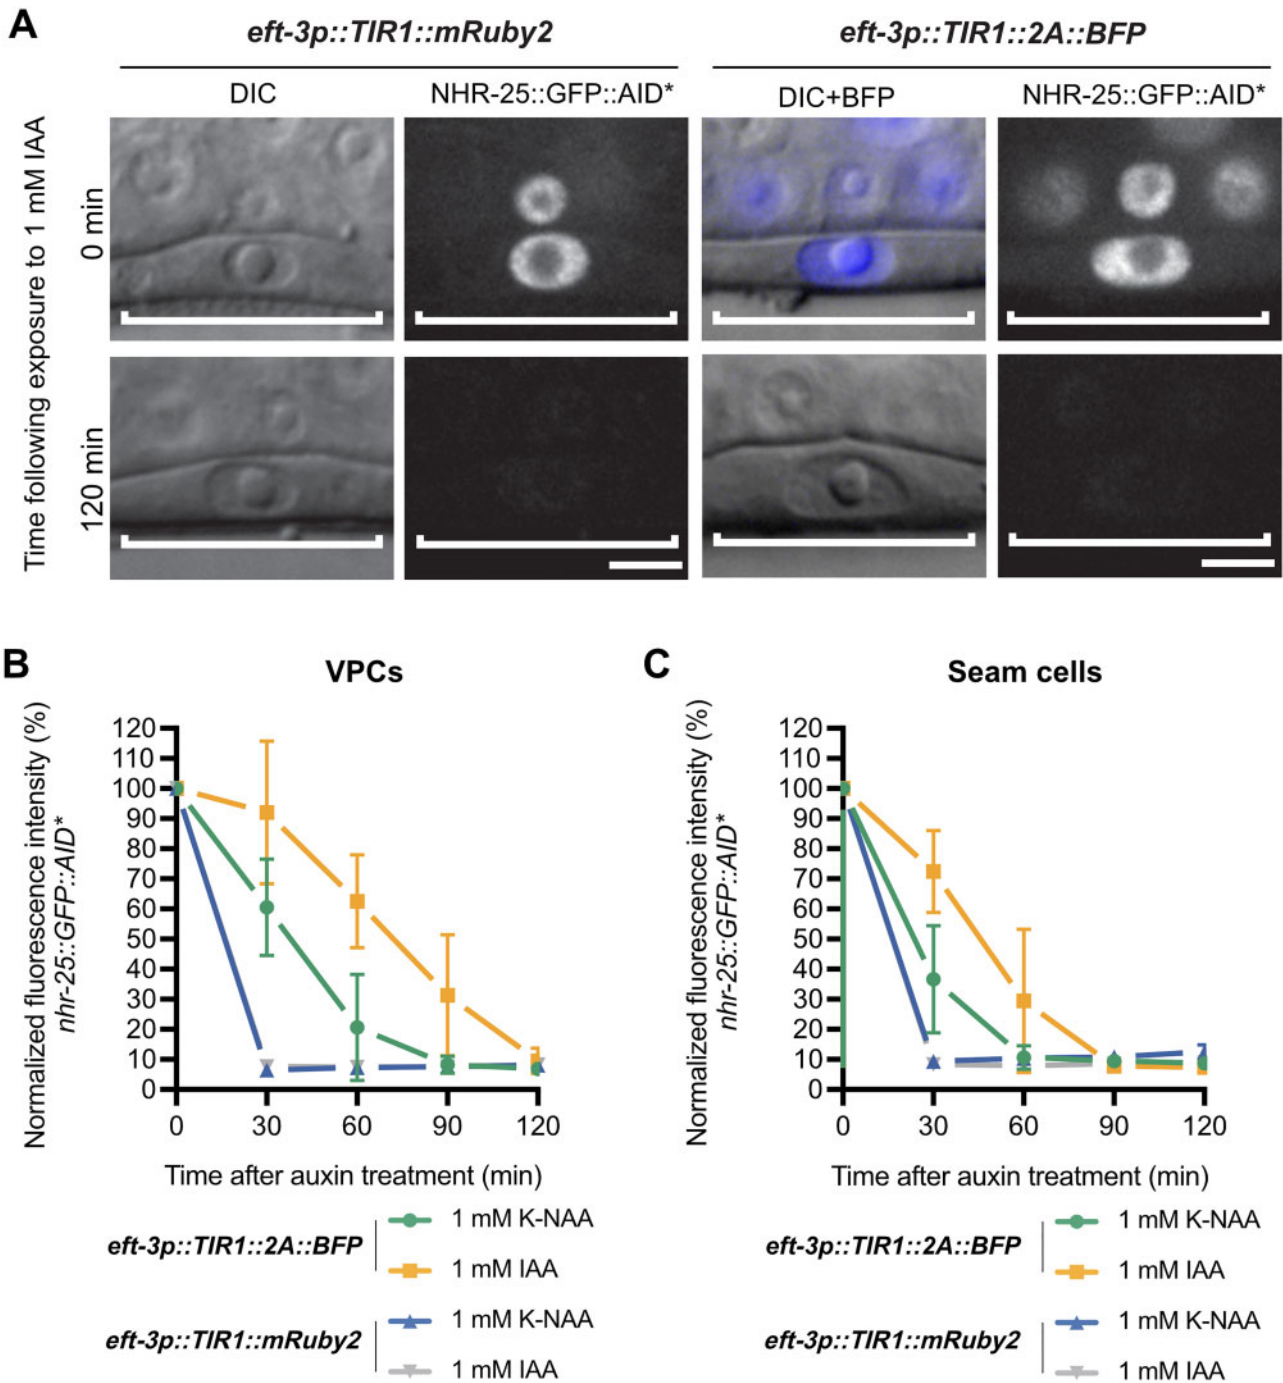 A
eft-3p::TIR1::mRuby2
eft-3p::TIR1::2A::BFP
DIC
NHR-25::GFP::AID*
DIC+BFP
NHR-25::GFP::AID*
Time following exposure to 1 mM IAA
0 min
120 min
B
VPCs
Normalized fluorescence intensity (%)
nhr-25::GFP::AID*
120
110
100
90
80
70
60
50
40
30
20
10
0
0 30 60 90 120
Time after auxin treatment (min)
eft-3p::TIR1::2A::BFP
1 mM K-NAA
1 mM IAA
eft-3p::TIR1::mRuby2
1 mM K-NAA
1 mM IAA
C
Seam cells
Normalized fluorescence intensity (%)
nhr-25::GFP::AID*
120
110
100
90
80
70
60
50
40
30
20
10
0
0 30 60 90 120
Time after auxin treatment (min)
eft-3p::TIR1::2A::BFP
1 mM K-NAA
1 mM IAA
eft-3p::TIR1::mRuby2
1 mM K-NAA
1 mM IAA